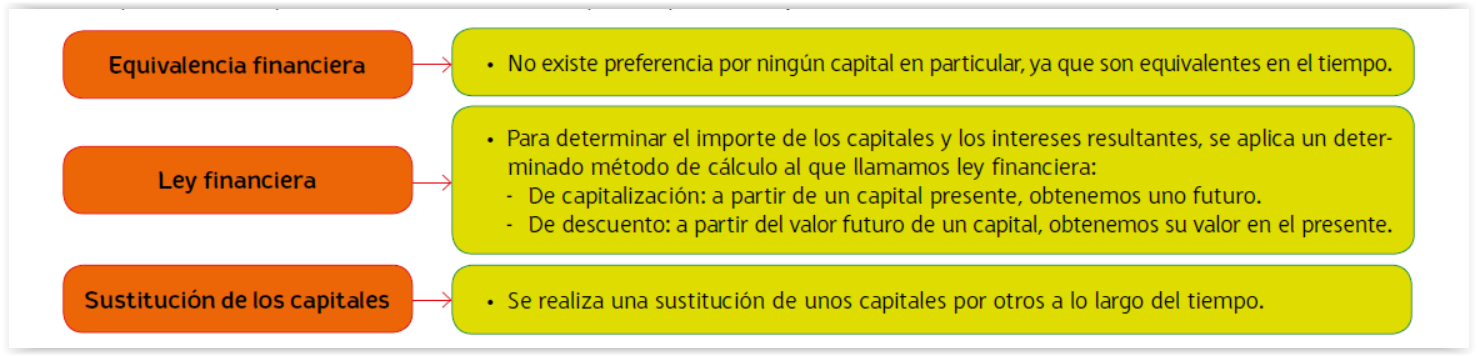 Equivalencia financiera
• No existe preferencia por ningún capital en particular, ya que son equivalentes en el tiempo.
Ley financiera
• Para determinar el importe de los capitales y los intereses resultantes, se aplica un deter-
minado método de cálculo al que llamamos ley financiera:
- De capitalización: a partir de un capital presente, obtenemos uno futuro.
- De descuento: a partir del valor futuro de un capital, obtenemos su valor en el presente.
Sustitución de los capitales
• Se realiza una sustitución de unos capitales por otros a lo largo del tiempo.